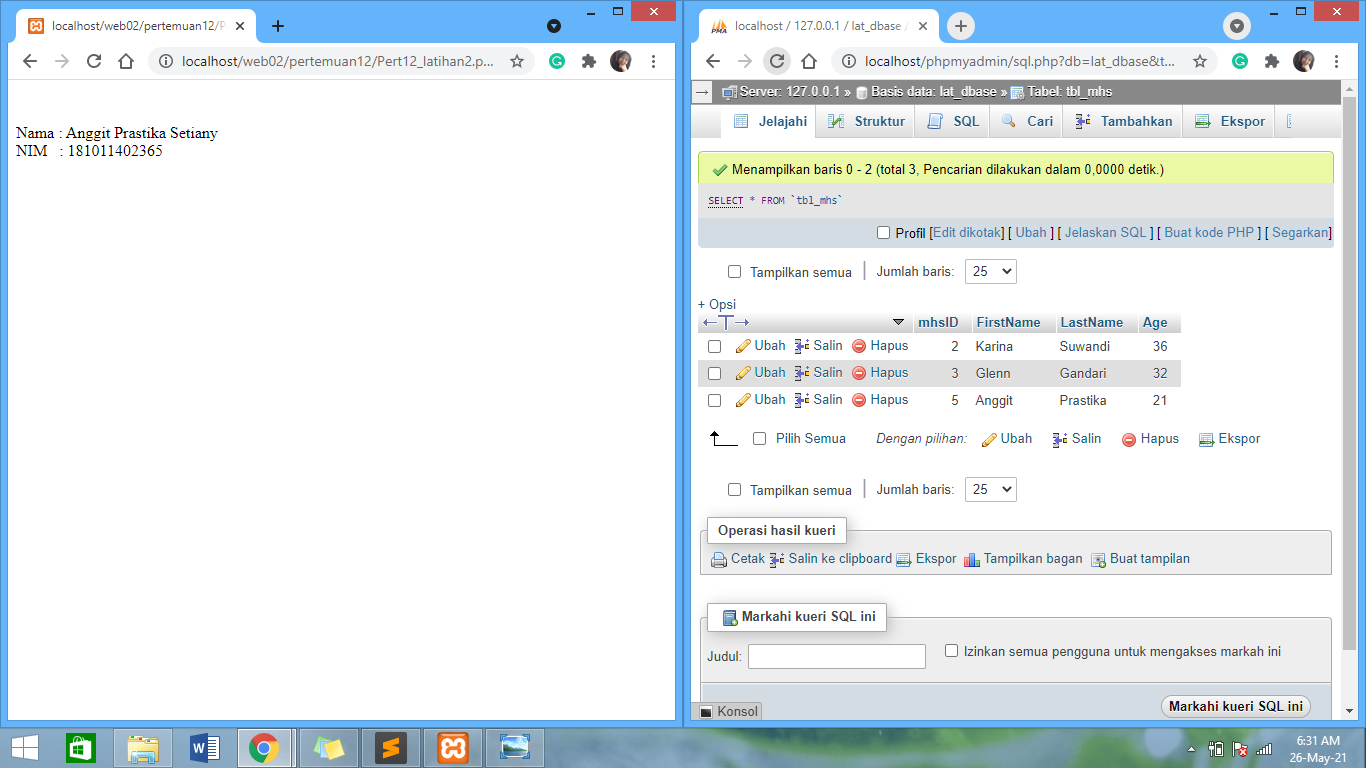 localhost/web02/pertemuan12/P
localhost/web02/pertemuan12/Pert12_latihan2.p...
Nama : Anggit Prastika Setiany
NIM : 181011402365
localhost / 127.0.0.1 / lat_dbase /
localhost/phpmyadmin/sql.php?db=lat_dbase&t...
Server: 127.0.0.1 » Basis data: lat_dbase » Tabel: tbl_mhs
Jelajahi Struktur SQL Cari Tambahkan Ekspor
Menampilkan baris 0 - 2 (total 3, Pencarian dilakukan dalam 0,0000 detik.)
SELECT * FROM `tbl_mhs`
Profil [Edit dikotak] [ Ubah ] [ Jelaskan SQL ] [ Buat kode PHP ] [ Segarkan]
Tampilkan semua | Jumlah baris: 25
+ Opsi
←T→ mhsID FirstName LastName Age
Ubah Salin Hapus 2 Karina Suwandi 36
Ubah Salin Hapus 3 Glenn Gandari 32
Ubah Salin Hapus 5 Anggit Prastika 21
Pilih Semua Dengan pilihan: Ubah Salin Hapus Ekspor
Tampilkan semua | Jumlah baris: 25
Operasi hasil kueri
Cetak Salin ke clipboard Ekspor Tampilkan bagan Buat tampilan
Markahi kueri SQL ini
Judul: Izinkan semua pengguna untuk mengakses markah ini
Markahi kueri SQL ini
Konsol
6:31 AM
26-May-21